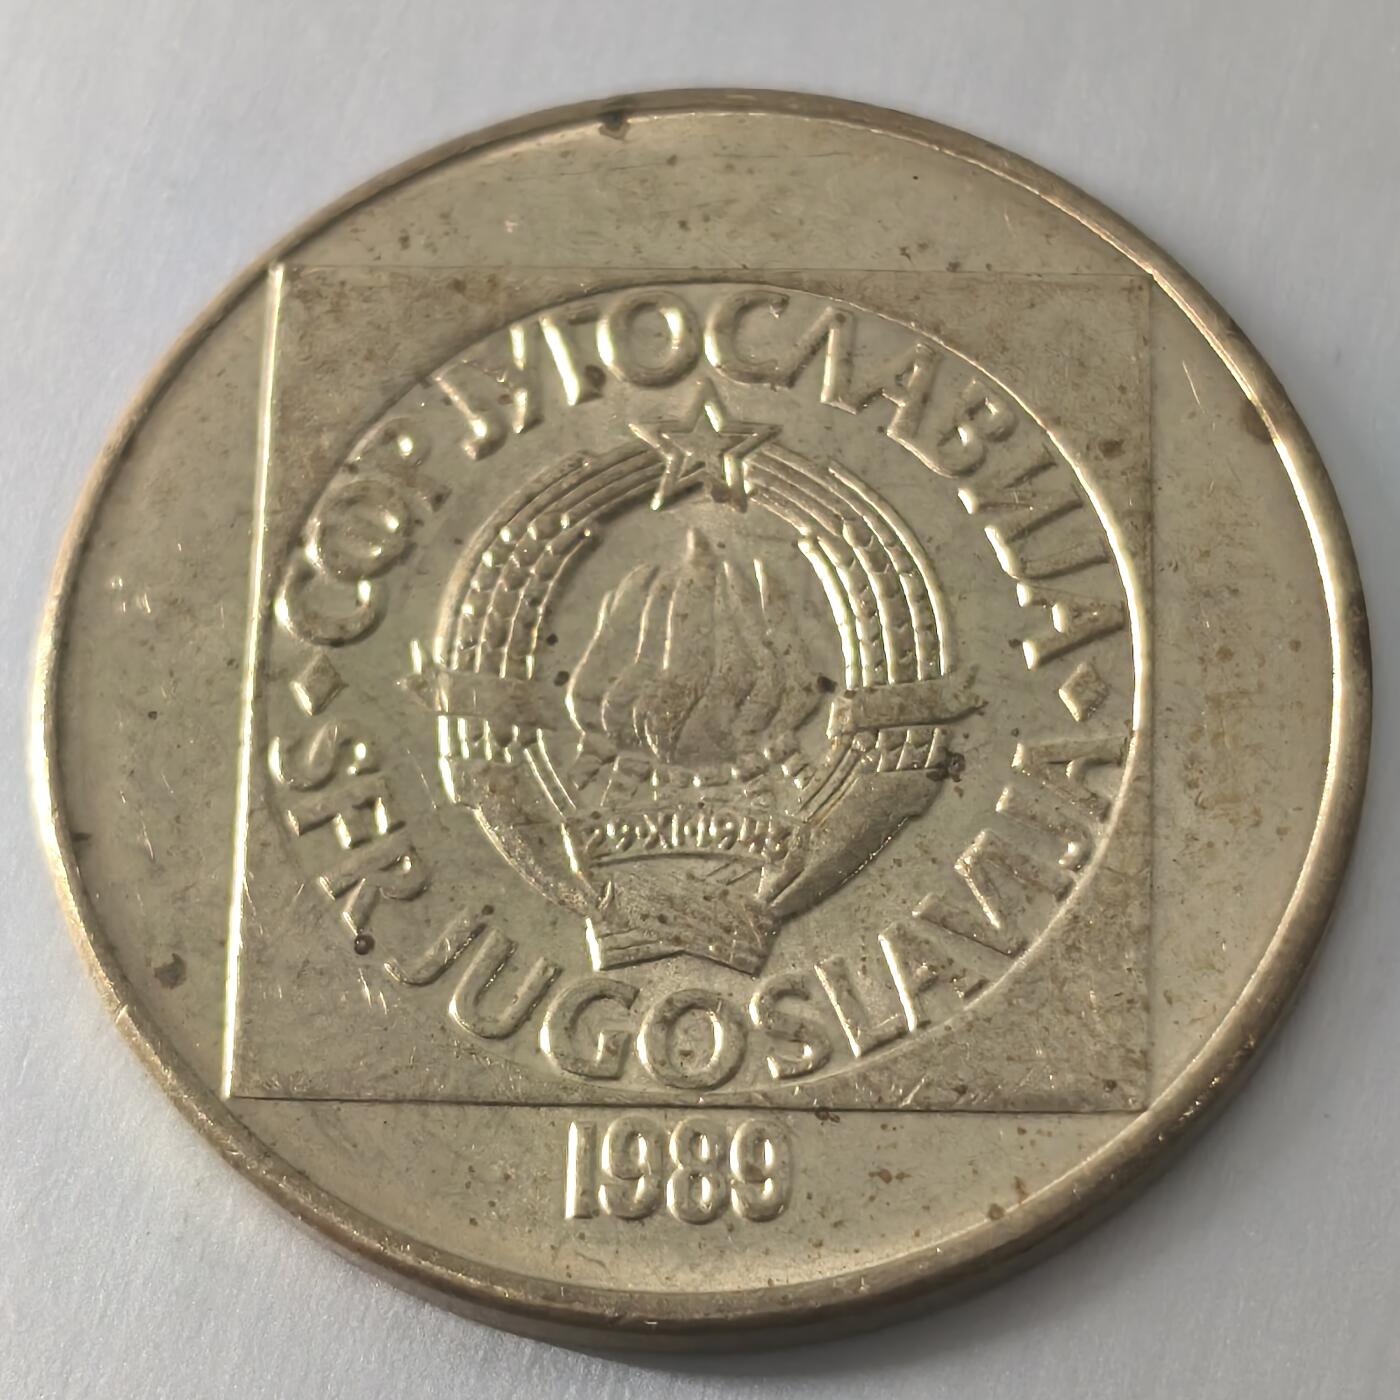 СФР ЈУГОСЛАВИЈА
SFR JUGOSLAVIJA
29•XI•1943
1989